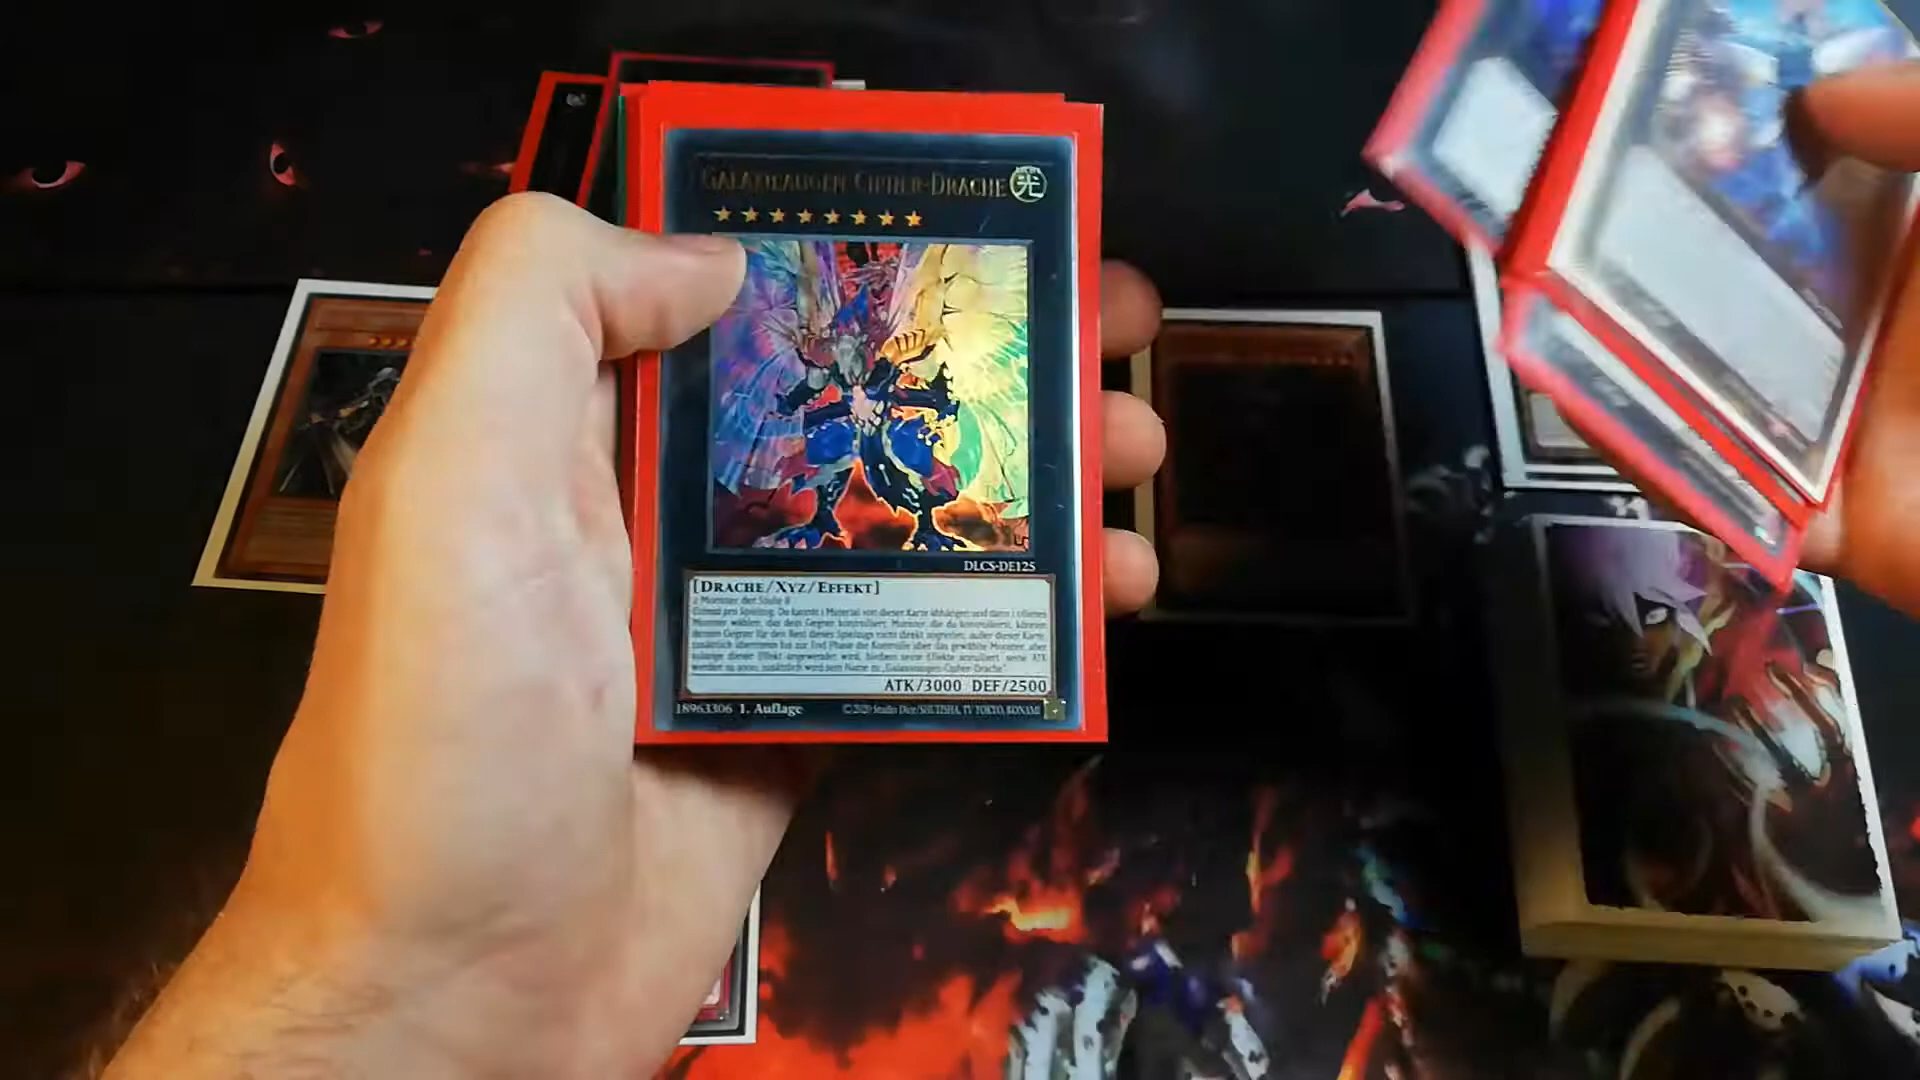 GALAXIEAUGEN CIPHER-DRACHE 光
DLCS-DE125
[DRACHE/XYZ/EFFEKT]
2 Monster der Stufe 8
Einmal pro Spielzug: Du kannst 1 Material von dieser Karte abhängen und dann 1 offenes
Monster wählen, das dein Gegner kontrolliert; Monster, die du kontrollierst, können
deinen Gegner für den Rest dieses Spielzugs nicht direkt angreifen, außer dieser Karte,
zusätzlich übernimm bis zur End Phase die Kontrolle über das gewählte Monster, aber
solange dieser Effekt angewendet wird, bleiben seine Effekte annulliert, seine ATK
werden zu 3000, zusätzlich wird sein Name zu „Galaxieaugen-Cipher-Drache“.
ATK/3000 DEF/2500
18963306 1. Auflage ©2020 Studio Dice/SHUEISHA, TV TOKYO, KONAMI